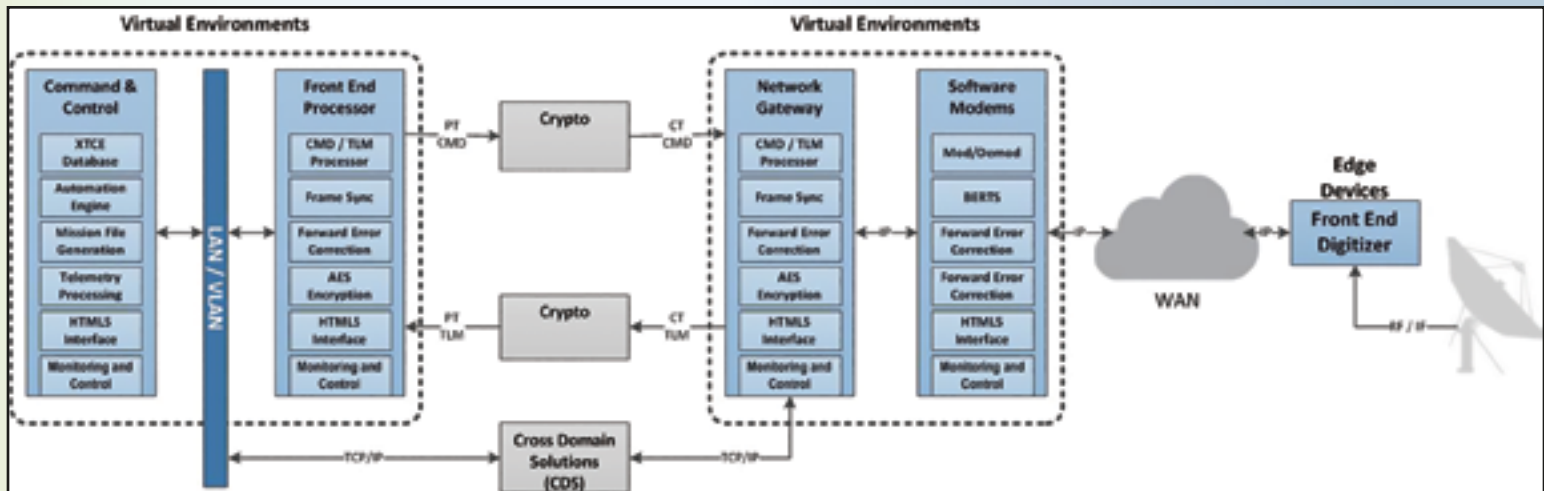 Virtual Environments
Command &
Control
XTCE
Database
Automation
Engine
Mission File
Generation
Telemetry
Processing
HTML5
Interface
Monitoring and
Control
LAN / VLAN
Front End
Processor
CMD / TLM
Processor
Frame Sync
Forward Error
Correction
AES
Encryption
HTML5
Interface
Monitoring and
Control
PT
CMD
Crypto
CT
CMD
PT
TLM
Crypto
CT
TLM
TCP/IP
Cross Domain
Solutions
(CDS)
TCP/IP
Virtual Environments
Network
Gateway
CMD / TLM
Processor
Frame Sync
Forward Error
Correction
AES
Encryption
HTML5
Interface
Monitoring and
Control
IP
Software
Modems
Mod/Demod
BERTS
Forward Error
Correction
Forward Error
Correction
HTML5
Interface
Monitoring and
Control
IP
WAN
IP
Edge
Devices
Front End
Digitizer
RF / IF